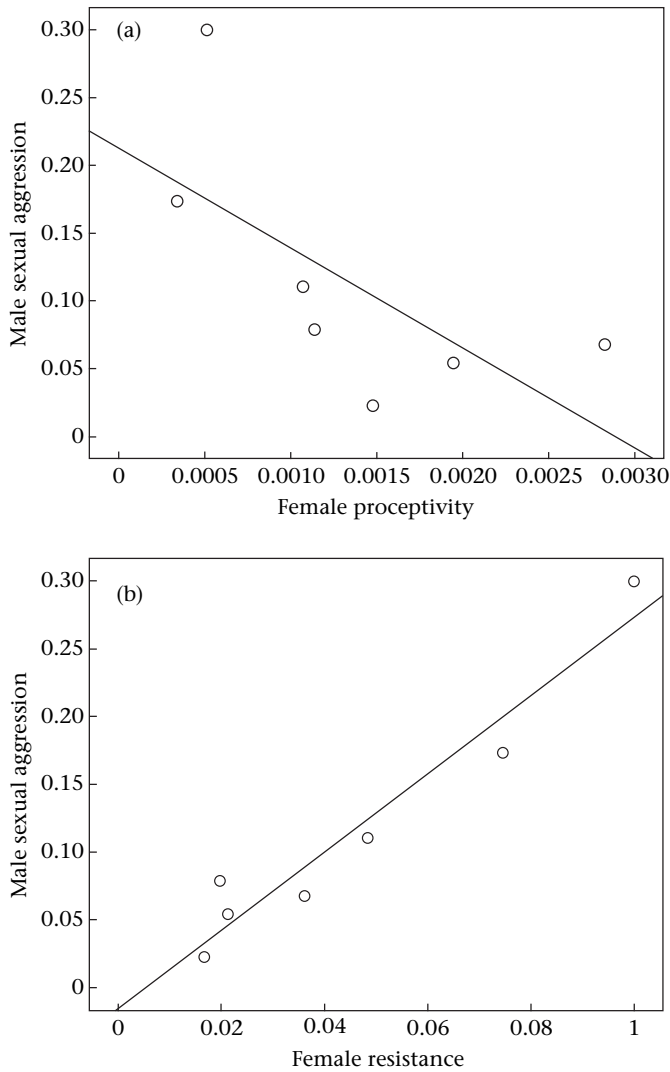 (a)
0.30
0.25
0.20
0.15
0.10
0.05
0
Male sexual aggression
0 0.0005 0.0010 0.0015 0.0020 0.0025 0.0030
Female proceptivity
(b)
0.30
0.25
0.20
0.15
0.10
0.05
0
Male sexual aggression
0 0.02 0.04 0.06 0.08 1
Female resistance